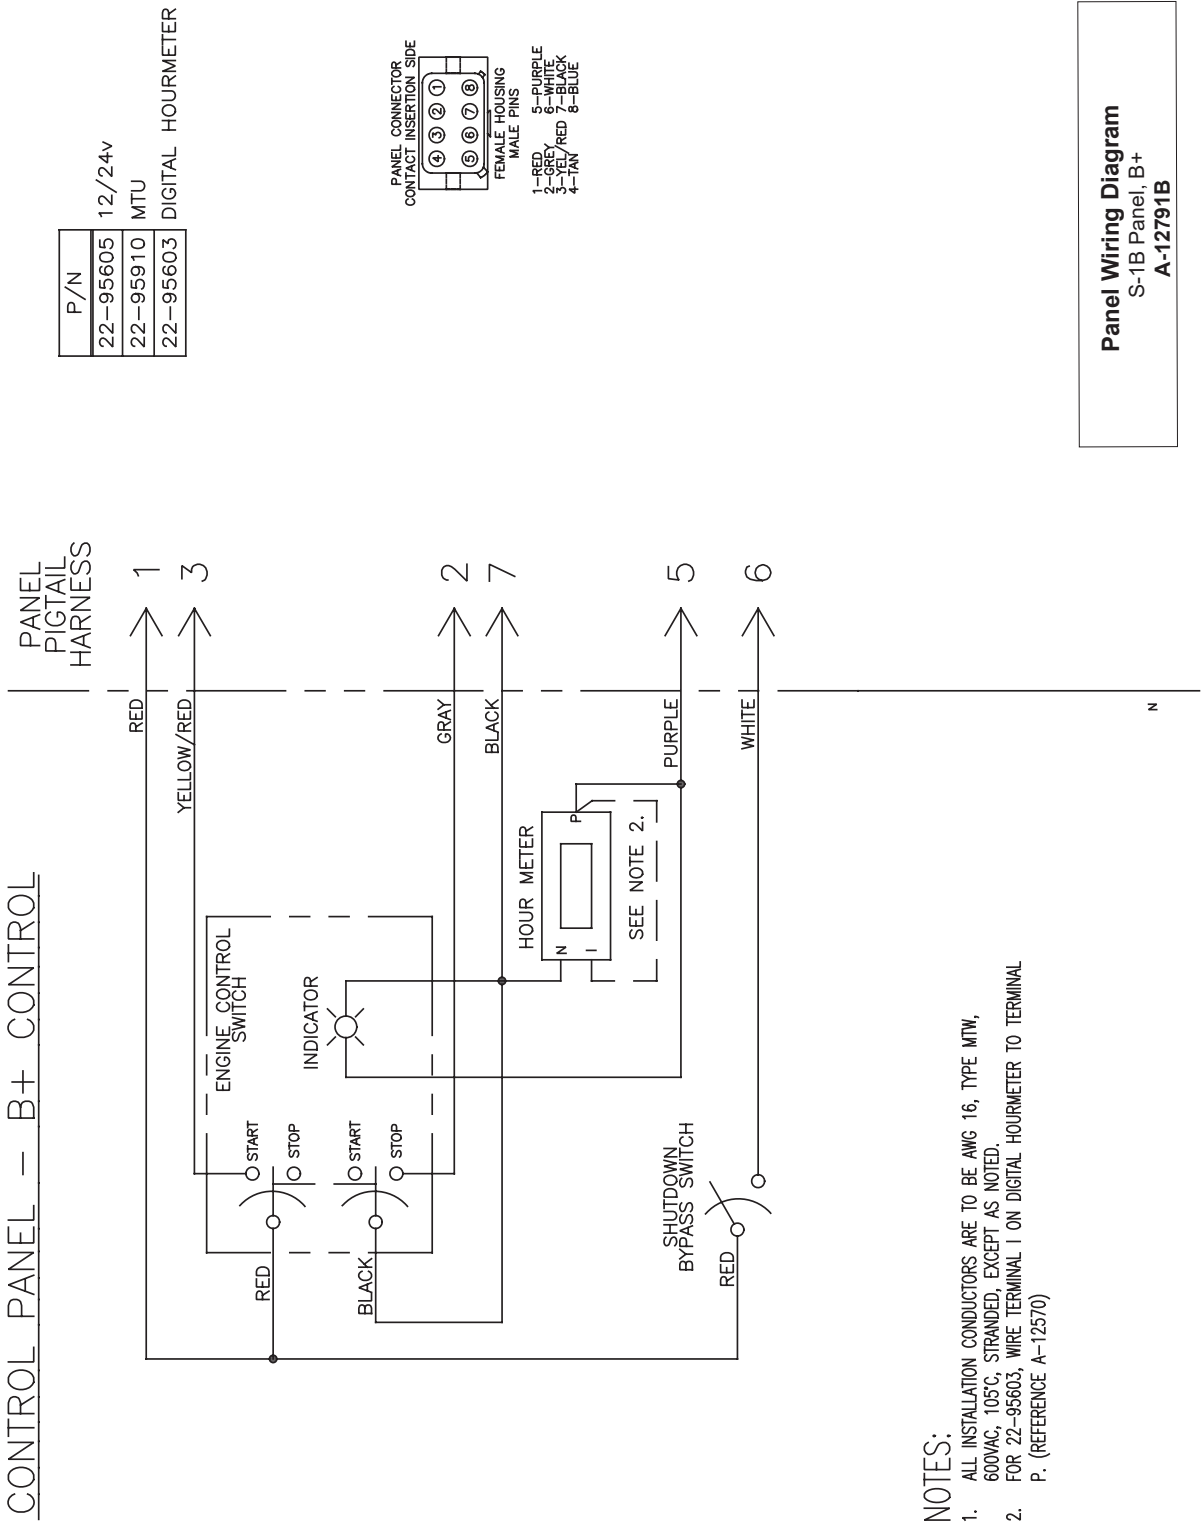 CONTROL PANEL — B+ CONTROL
PANEL
PIGTAIL
HARNESS
P/N
22-95605 12/24v
22-95910 MTU
22-95603 DIGITAL HOURMETER
RED
1
YELLOW/RED
3
GRAY
2
BLACK
7
PURPLE
5
WHITE
6
ENGINE CONTROL
SWITCH
START
STOP
START
STOP
INDICATOR
RED
BLACK
HOUR METER
N
I
P
SEE NOTE 2.
SHUTDOWN
BYPASS SWITCH
RED
PANEL CONNECTOR
CONTACT INSERTION SIDE
4 3 2 1
5 6 7 8
FEMALE HOUSING
MALE PINS
1-RED 5-PURPLE
2-GREY 6-WHITE
3-YEL/RED 7-BLACK
4-TAN 8-BLUE
NOTES:
1. ALL INSTALLATION CONDUCTORS ARE TO BE AWG 16, TYPE MTW,
600VAC, 105°C, STRANDED, EXCEPT AS NOTED.
2. FOR 22-95603, WIRE TERMINAL I ON DIGITAL HOURMETER TO TERMINAL
P. (REFERENCE A-12570)
N
Panel Wiring Diagram
S-1B Panel, B+
A-12791B